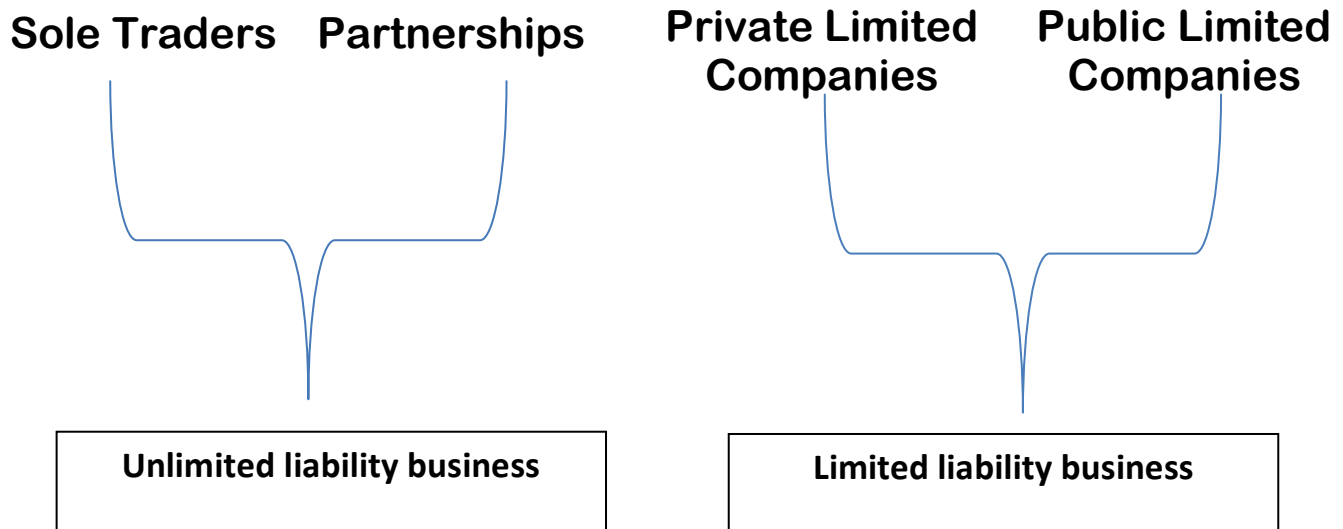 Sole Traders Partnerships
Private Limited Companies
Public Limited Companies
Unlimited liability business
Limited liability business